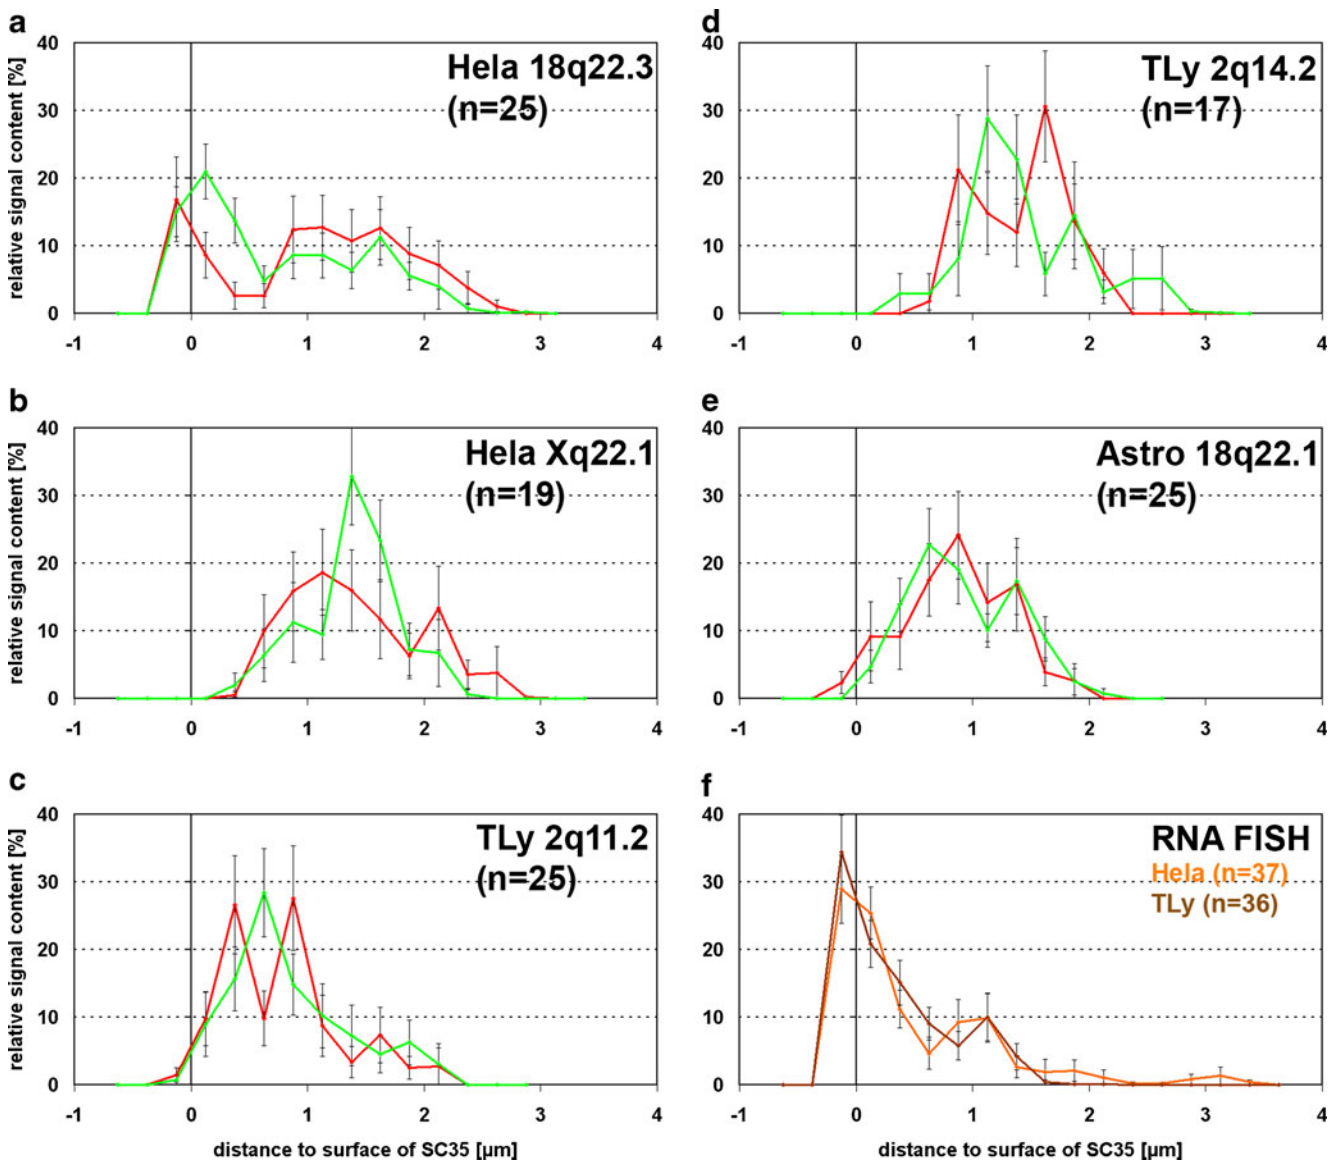 a
40
30
20
10
0
-1 0 1 2 3 4
relative signal content [%]
Hela 18q22.3
(n=25)
b
40
30
20
10
0
-1 0 1 2 3 4
relative signal content [%]
Hela Xq22.1
(n=19)
c
40
30
20
10
0
-1 0 1 2 3 4
relative signal content [%]
TLy 2q11.2
(n=25)
distance to surface of SC35 [µm]
d
40
30
20
10
0
-1 0 1 2 3 4
TLy 2q14.2
(n=17)
e
40
30
20
10
0
-1 0 1 2 3 4
Astro 18q22.1
(n=25)
f
40
30
20
10
0
-1 0 1 2 3 4
RNA FISH
Hela (n=37)
TLy (n=36)
distance to surface of SC35 [µm]